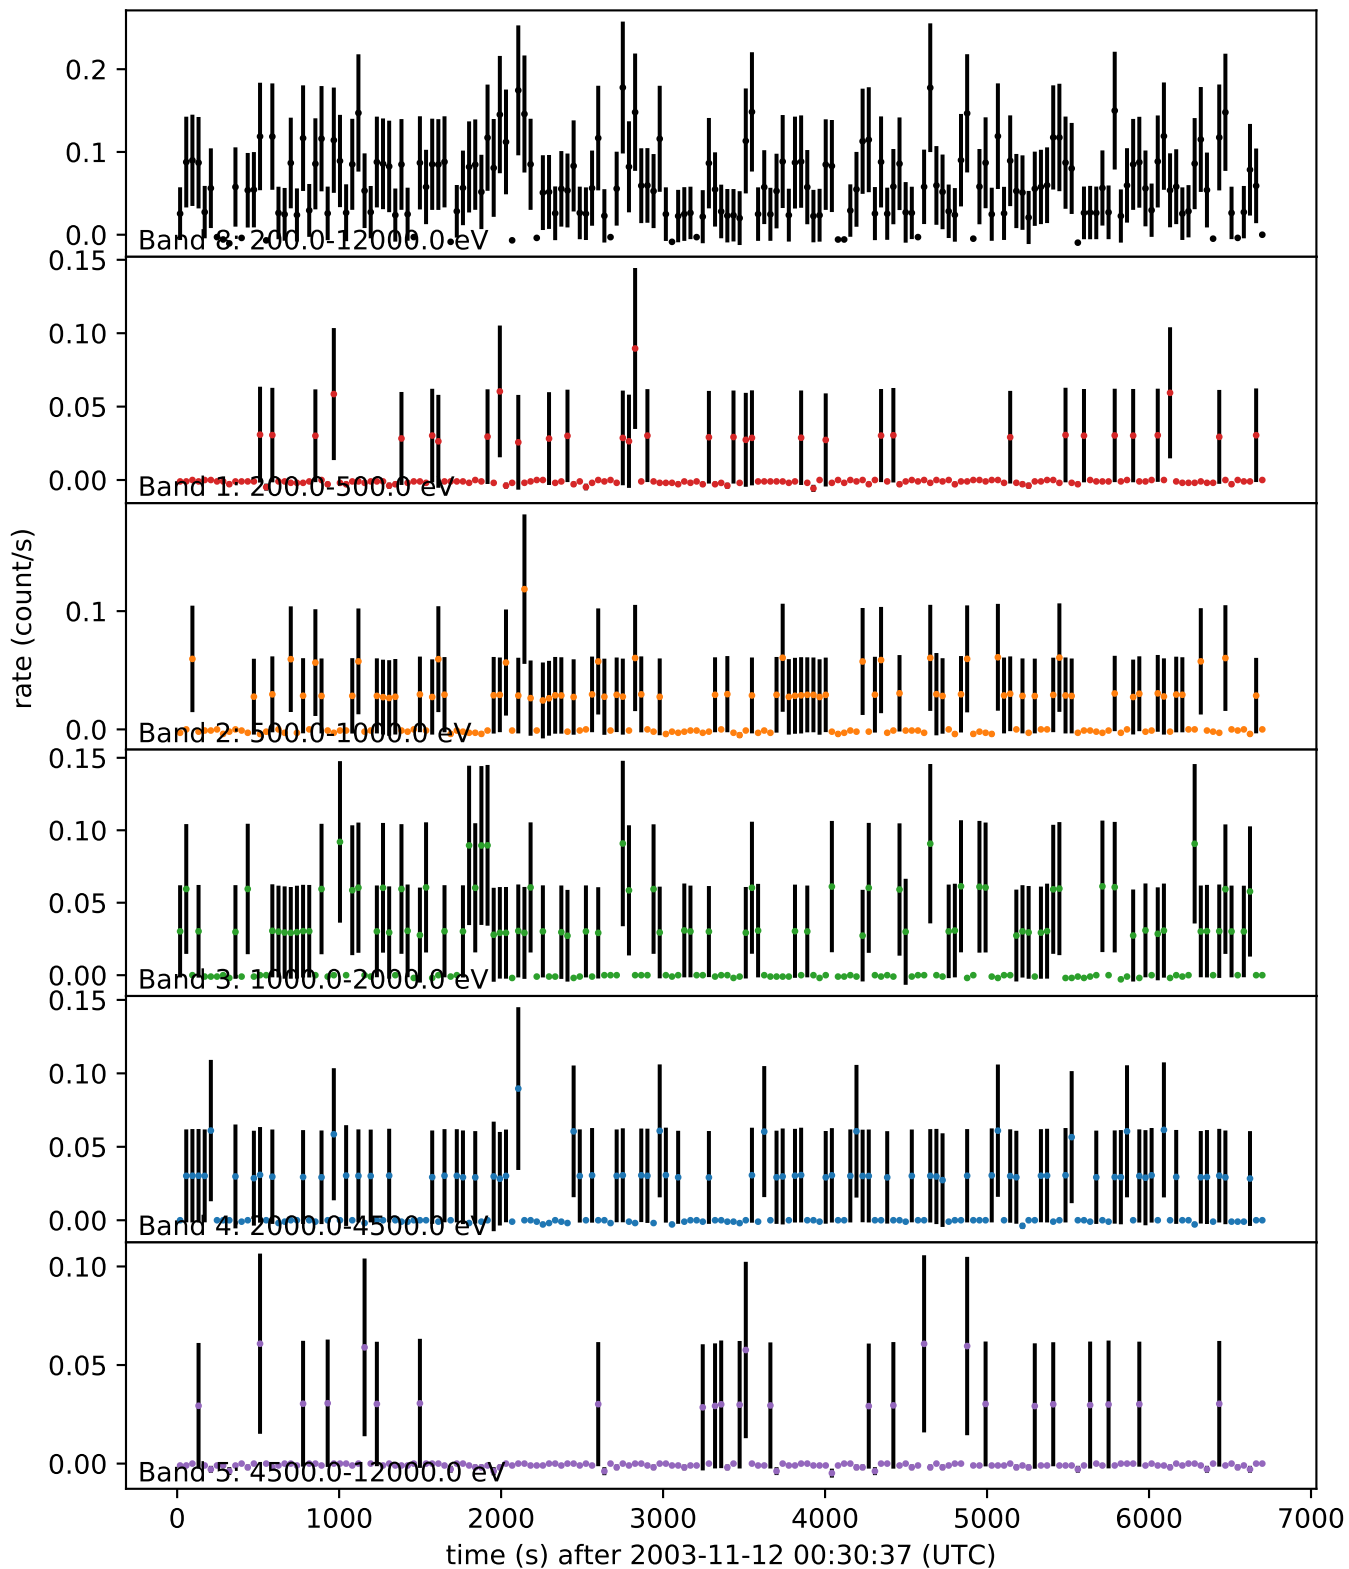 0.2
0.1
0.0
Band 8: 200.0-12000.0 eV
0.15
0.10
0.05
0.00
Band 1: 200.0-500.0 eV
0.1
0.0
Band 2: 500.0-1000.0 eV
rate (count/s)
0.15
0.10
0.05
0.00
Band 3: 1000.0-2000.0 eV
0.15
0.10
0.05
0.00
Band 4: 2000.0-4500.0 eV
0.10
0.05
0.00
Band 5: 4500.0-12000.0 eV
0 1000 2000 3000 4000 5000 6000 7000
time (s) after 2003-11-12 00:30:37 (UTC)